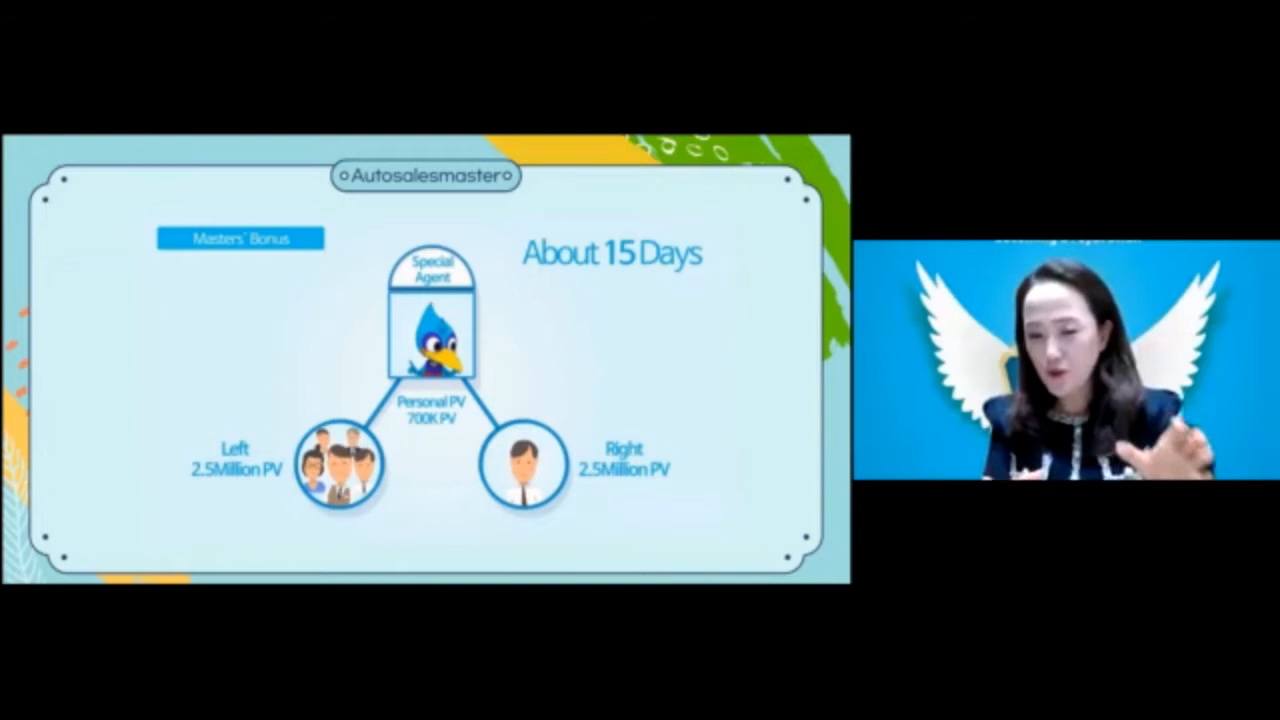 Autosalesmaster
Masters' Bonus
About 15 Days
Special
Agent
Personal PV
700K PV
Left
2.5Million PV
Right
2.5Million PV